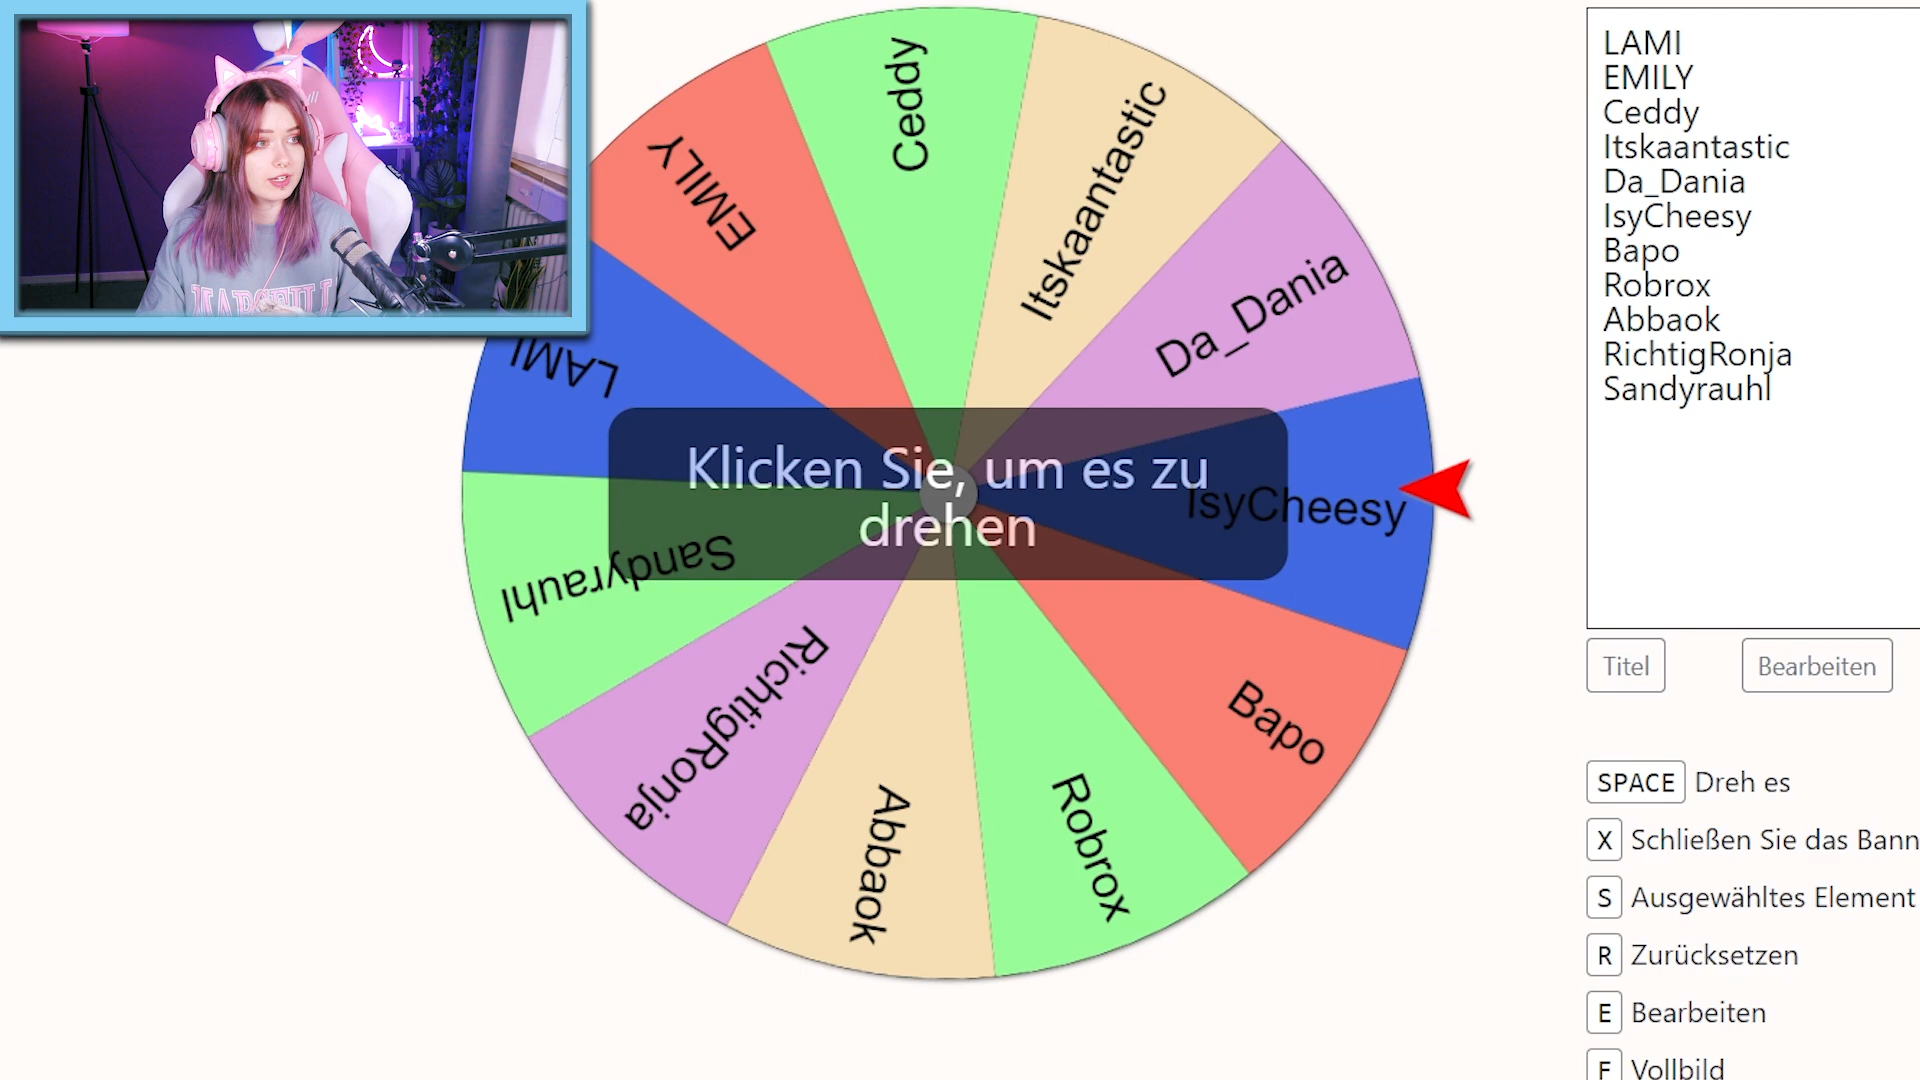 Ceddy
Itskaantastic
EMILY
Da_Dania
LAMI
IsyCheesy
Klicken Sie, um es zu
drehen
Sandyrauhl
RichtigRonja
Bapo
Abbaok
Robrox
LAMI
EMILY
Ceddy
Itskaantastic
Da_Dania
IsyCheesy
Bapo
Robrox
Abbaok
RichtigRonja
Sandyrauhl
Titel
Bearbeiten
SPACE Dreh es
X Schließen Sie das Bann
S Ausgewähltes Element
R Zurücksetzen
E Bearbeiten
F Vollbild